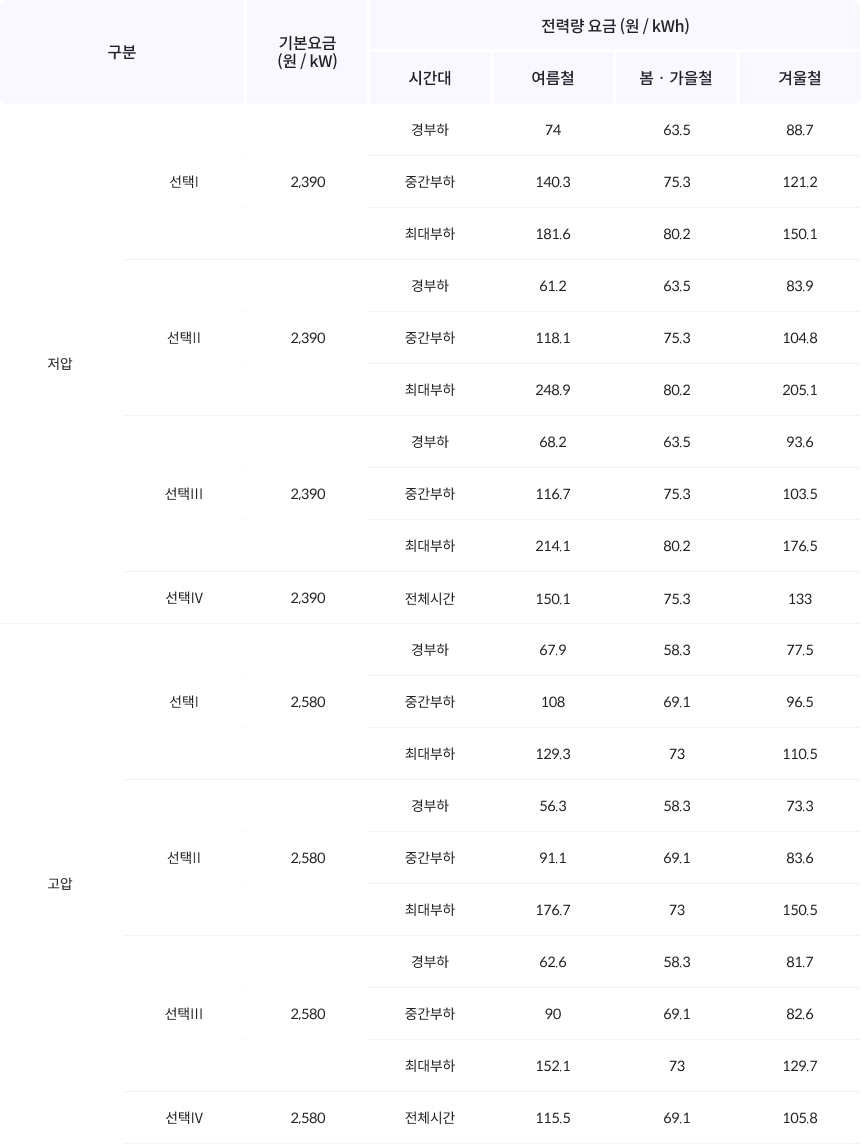 구분
기본요금
(원 / kW)
전력량 요금 (원 / kWh)
시간대 여름철 봄 · 가을철 겨울철
저압
선택I 2,390
경부하 74 63.5 88.7
중간부하 140.3 75.3 121.2
최대부하 181.6 80.2 150.1
선택II 2,390
경부하 61.2 63.5 83.9
중간부하 118.1 75.3 104.8
최대부하 248.9 80.2 205.1
선택III 2,390
경부하 68.2 63.5 93.6
중간부하 116.7 75.3 103.5
최대부하 214.1 80.2 176.5
선택IV 2,390 전체시간 150.1 75.3 133
고압
선택I 2,580
경부하 67.9 58.3 77.5
중간부하 108 69.1 96.5
최대부하 129.3 73 110.5
선택II 2,580
경부하 56.3 58.3 73.3
중간부하 91.1 69.1 83.6
최대부하 176.7 73 150.5
선택III 2,580
경부하 62.6 58.3 81.7
중간부하 90 69.1 82.6
최대부하 152.1 73 129.7
선택IV 2,580 전체시간 115.5 69.1 105.8